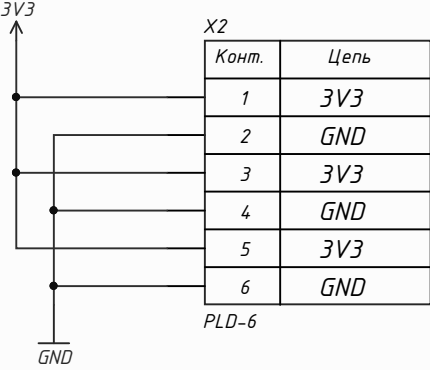 3V3
X2
Конт. Цепь
1 3V3
2 GND
3 3V3
4 GND
5 3V3
6 GND
PLD-6
GND